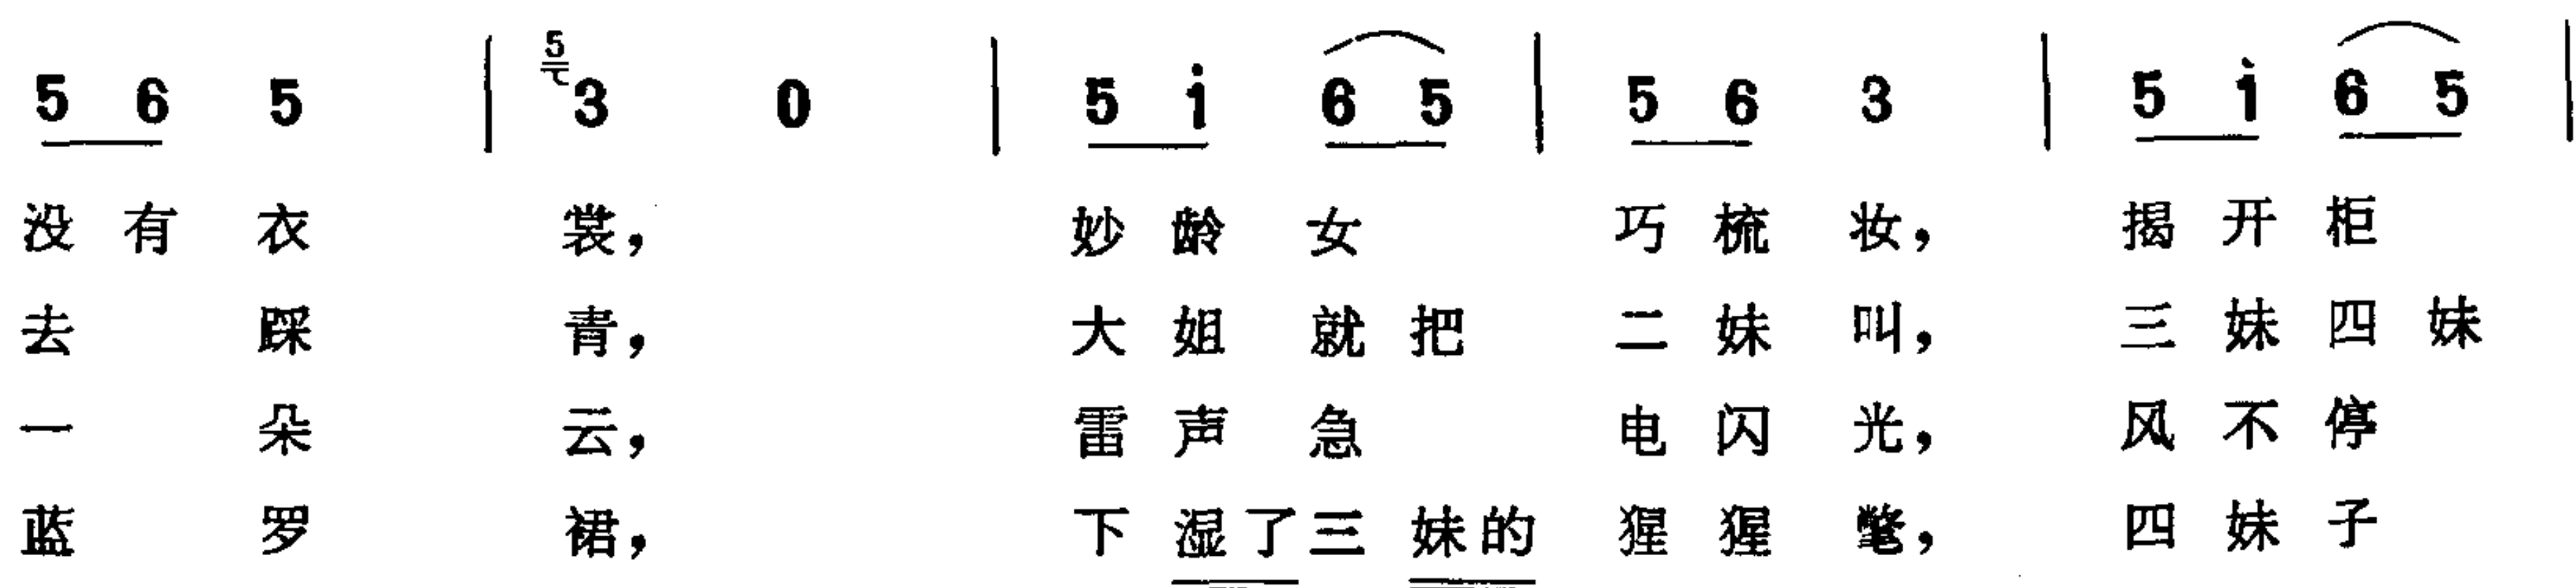 5
5 6 5 | 3 0 | 5 i 6 5 | 5 6 3 | 5 i 6 5 |
没有衣 裳， 妙龄女 巧梳妆， 揭开柜
去 踩 青， 大姐就把 二妹叫， 三妹四妹
一 朵 云， 雷声急 电闪光， 风不停
蓝 罗 裙， 下湿了三妹的 猩猩氅， 四妹子